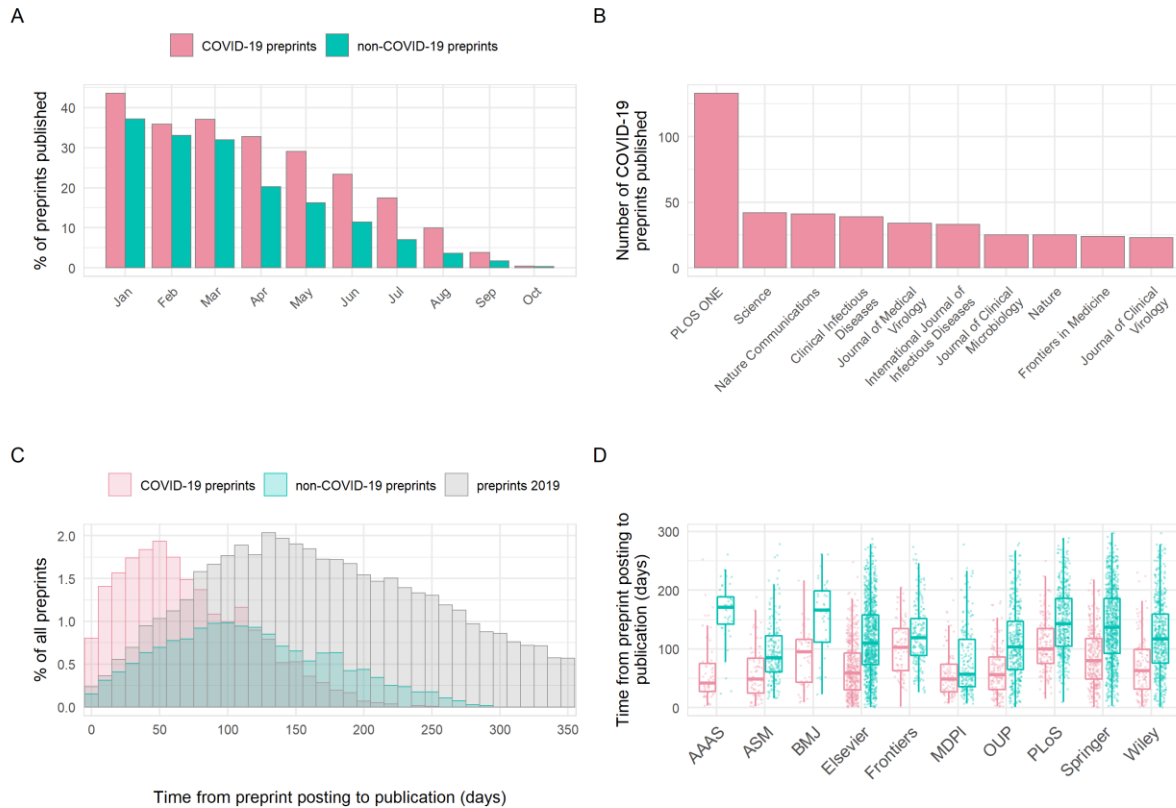 A
COVID-19 preprints
non-COVID-19 preprints
% of preprints published
40
30
20
10
0
Jan
Feb
Mar
Apr
May
Jun
Jul
Aug
Sep
Oct
B
Number of COVID-19
preprints published
100
50
0
PLOS ONE
Science
Nature Communications
Clinical Infectious
Diseases
Journal of Medical
Virology
International Journal of
Infectious Diseases
Journal of Clinical
Microbiology
Nature
Frontiers in Medicine
Journal of Clinical
Virology
C
COVID-19 preprints
non-COVID-19 preprints
preprints 2019
% of all preprints
2.0
1.5
1.0
0.5
0.0
0
50
100
150
200
250
300
350
Time from preprint posting to publication (days)
D
Time from preprint posting to
publication (days)
300
200
100
0
AAAS
ASM
BMJ
Elsevier
Frontiers
MDPI
OUP
PLoS
Springer
Wiley